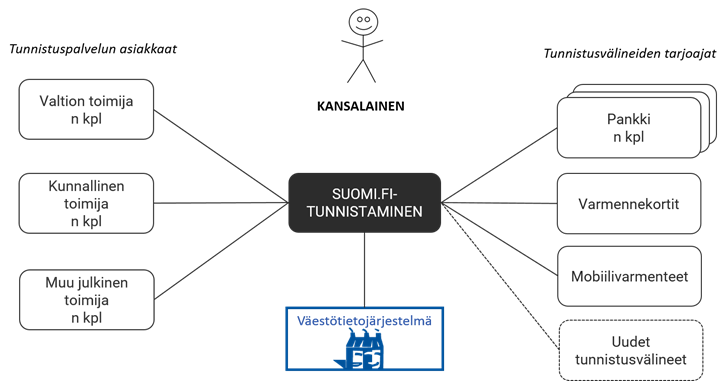 Tunnistuspalvelun asiakkaat
Valtion toimija
n kpl
Kunnallinen
toimija
n kpl
Muu julkinen
toimija
n kpl
KANSALAINEN
SUOMI.FI-
TUNNISTAMINEN
Väestötietojärjestelmä
Tunnistusvälineiden tarjoajat
Pankki
n kpl
Varmennekortit
Mobiilivarmenteet
Uudet
tunnistusvälineet